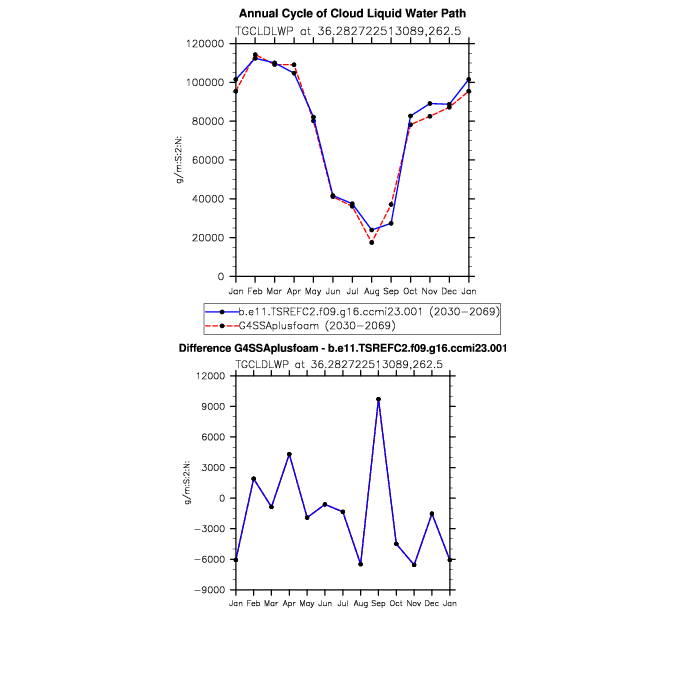 Annual Cycle of Cloud Liquid Water Path
TGCLDLWP at 36.282722513089,262.5
120000
100000
80000
60000
40000
20000
0
g/m:S:2:N:
Jan Feb Mar Apr May Jun Jul Aug Sep Oct Nov Dec Jan
b.e11.TSREFC2.f09.g16.ccmi23.001 (2030-2069)
G4SSAplusfoam (2030-2069)
Difference G4SSAplusfoam - b.e11.TSREFC2.f09.g16.ccmi23.001
TGCLDLWP at 36.282722513089,262.5
12000
9000
6000
3000
0
-3000
-6000
-9000
g/m:S:2:N:
Jan Feb Mar Apr May Jun Jul Aug Sep Oct Nov Dec Jan